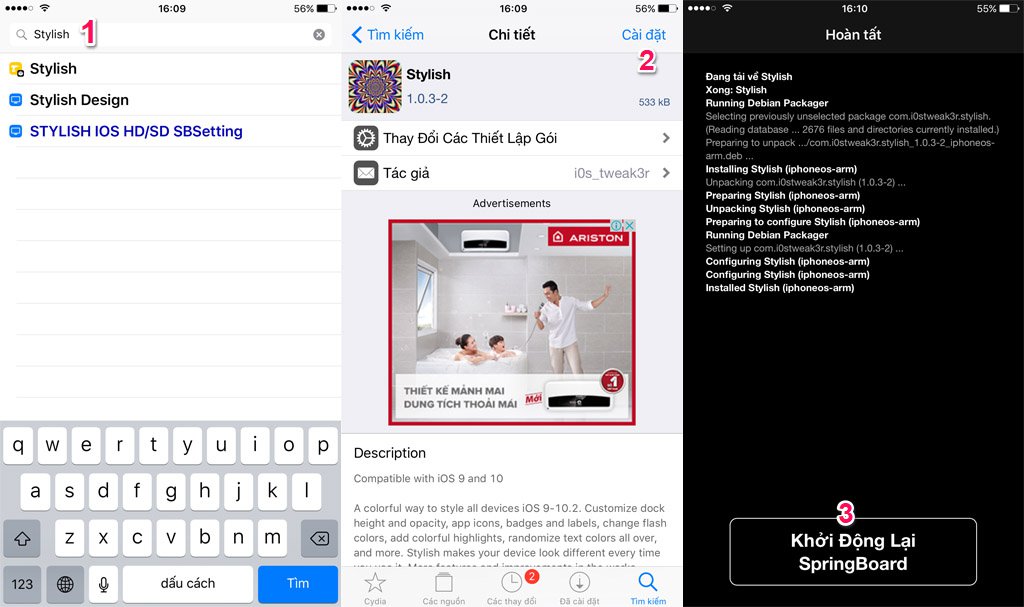 16:09
56%
Stylish
1
Stylish
Stylish Design
STYLISH IOS HD/SD SBSetting
q w e r t y u i o p
a s d f g h j k l
z x c v b n m
123
dấu cách
Tìm
16:09
56%
Tìm kiếm
Chi tiết
Cài đặt
2
Stylish
1.0.3-2
533 kB
Thay Đổi Các Thiết Lập Gói
Tác giả
i0s_tweak3r
Advertisements
ARISTON
THIẾT KẾ MẢNH MAI
DUNG TÍCH THOẢI MÁI
Mới
1
Description
Compatible with iOS 9 and 10
A colorful way to style all devices iOS 9-10.2. Customize dock
height and opacity, app icons, badges and labels, change flash
colors, add colorful highlights, randomize text colors all over,
and more. Stylish makes your device look different every time
you use it. More features and improvements in the works.
Cydia
Các nguồn
2
Các thay đổi
Đã cài đặt
Tìm kiếm
16:10
55%
Hoàn tất
Đang tải về Stylish
Xong: Stylish
Running Debian Packager
Selecting previously unselected package com.i0stweak3r.stylish.
(Reading database ... 2676 files and directories currently installed.)
Preparing to unpack .../com.i0stweak3r.stylish_1.0.3-2_iphoneos-
arm.deb ...
Installing Stylish (iphoneos-arm)
Unpacking com.i0stweak3r.stylish (1.0.3-2) ...
Preparing Stylish (iphoneos-arm)
Unpacking Stylish (iphoneos-arm)
Preparing to configure Stylish (iphoneos-arm)
Running Debian Packager
Setting up com.i0stweak3r.stylish (1.0.3-2) ...
Configuring Stylish (iphoneos-arm)
Configuring Stylish (iphoneos-arm)
Installed Stylish (iphoneos-arm)
3
Khởi Động Lại
SpringBoard